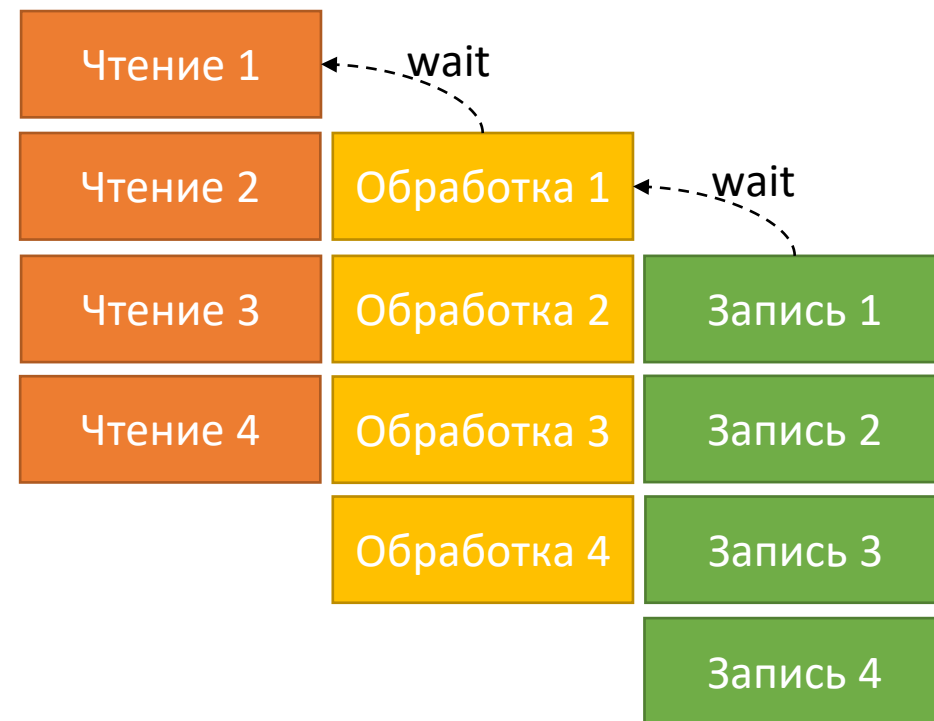 Чтение 1
wait
Чтение 2
Обработка 1
wait
Чтение 3
Обработка 2
Запись 1
Чтение 4
Обработка 3
Запись 2
Обработка 4
Запись 3
Запись 4